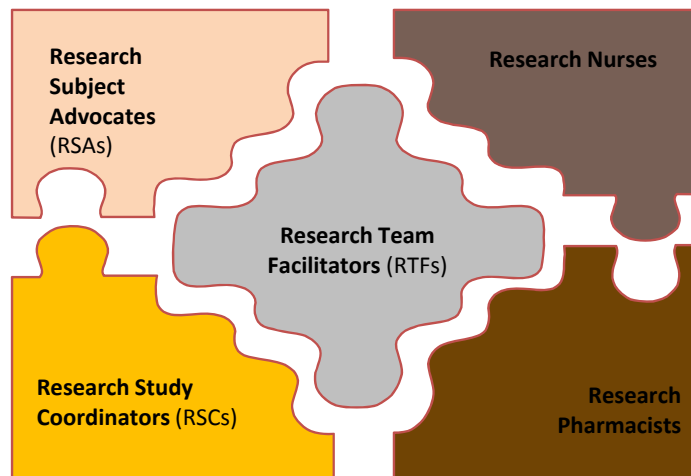 Research
Subject
Advocates
(RSAs)
Research Nurses
Research Team
Facilitators (RTFs)
Research Study
Coordinators (RSCs)
Research
Pharmacists